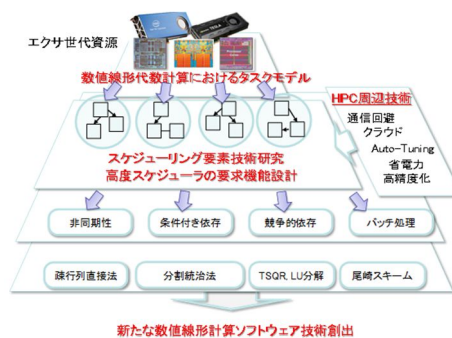 エクサ世代資源
数値線形代数計算におけるタスクモデル
HPC周辺技術
通信回避
クラウド
Auto-Tuning
省電力
高精度化
スケジューリング要素技術研究
高度スケジューラの要求機能設計
非同期性
条件付き依存
競争的依存
バッチ処理
疎行列直接法
分割統治法
TSQR, LU分解
尾崎スキーム
新たな数値線形計算ソフトウェア技術創出